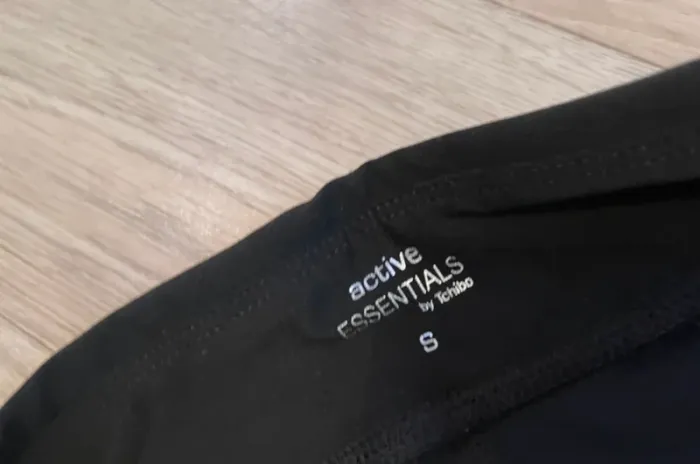 active
ESSENTIALS
by Tchibo
S